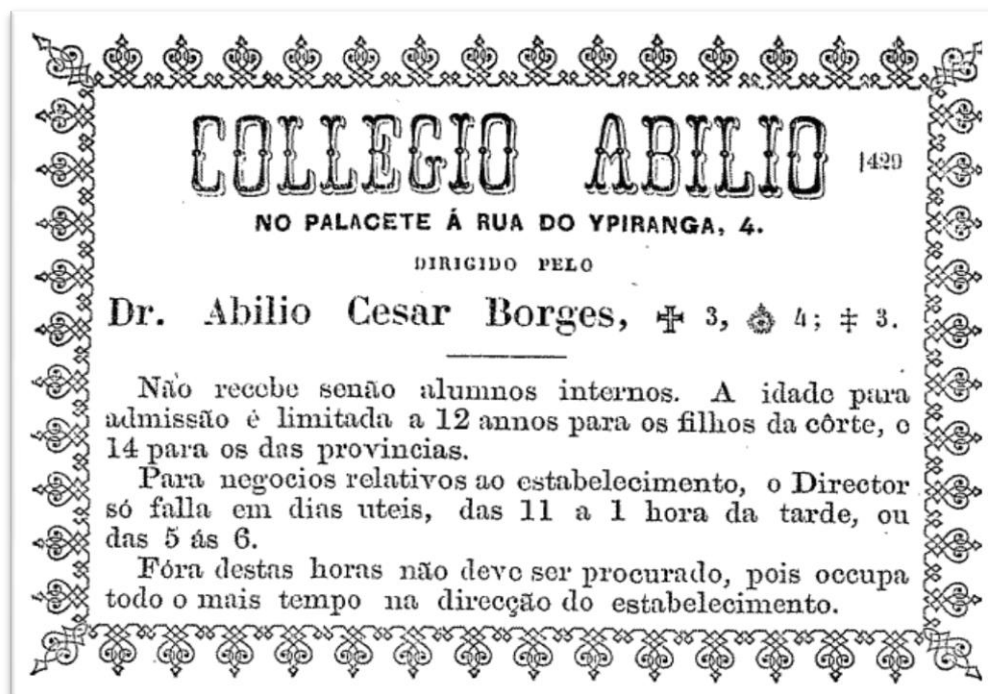 COLLEGIO ABILIO 1429
NO PALACETE Á RUA DO YPIRANGA, 4.
DIRIGIDO PELO
Dr. Abilio Cesar Borges, ✠ 3, 4; ‡ 3.
Não recebe senão alumnos internos. A idade para
admissão é limitada a 12 annos para os filhos da côrte, e
14 para os das provincias.
Para negocios relativos ao estabelecimento, o Director
só falla em dias uteis, das 11 a 1 hora da tarde, ou
das 5 ás 6.
Fóra destas horas não deve ser procurado, pois occupa
todo o mais tempo na direcção do estabelecimento.